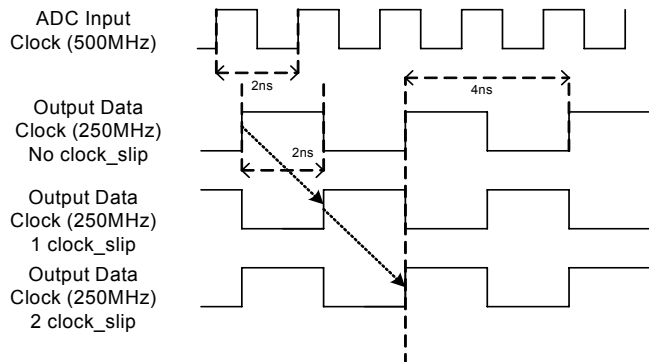 ADC Input
Clock (500MHz)
2ns
4ns
Output Data
Clock (250MHz)
No clock_slip
2ns
Output Data
Clock (250MHz)
1 clock_slip
Output Data
Clock (250MHz)
2 clock_slip